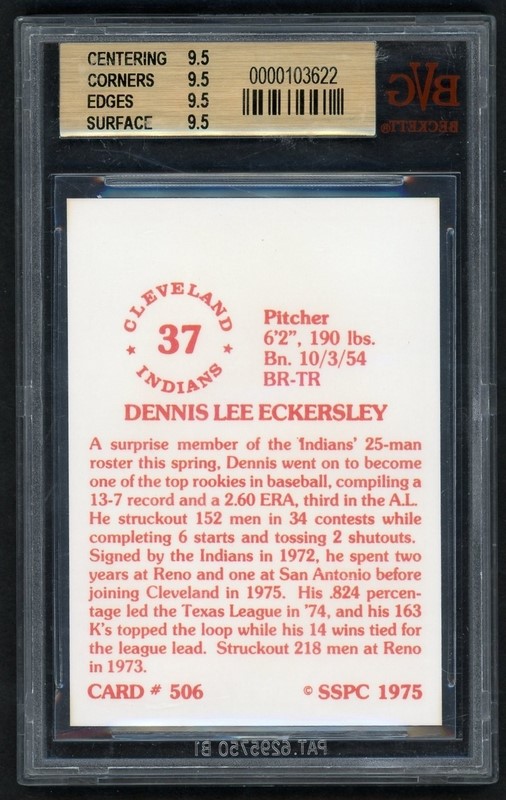 CENTERING 9.5
CORNERS 9.5
EDGES 9.5
SURFACE 9.5
0000103622
BVG
BECKETT®
CLEVELAND
37
INDIANS
Pitcher
6'2", 190 lbs.
Bn. 10/3/54
BR-TR
DENNIS LEE ECKERSLEY
A surprise member of the Indians' 25-man
roster this spring, Dennis went on to become
one of the top rookies in baseball, compiling a
13-7 record and a 2.60 ERA, third in the A.L.
He struckout 152 men in 34 contests while
completing 6 starts and tossing 2 shutouts.
Signed by the Indians in 1972, he spent two
years at Reno and one at San Antonio before
joining Cleveland in 1975. His .824 percen-
tage led the Texas League in '74, and his 163
K's topped the loop while his 14 wins tied for
the league lead. Struckout 218 men at Reno
in 1973.
CARD # 506 © SSPC 1975
PAT. 6295750 B1